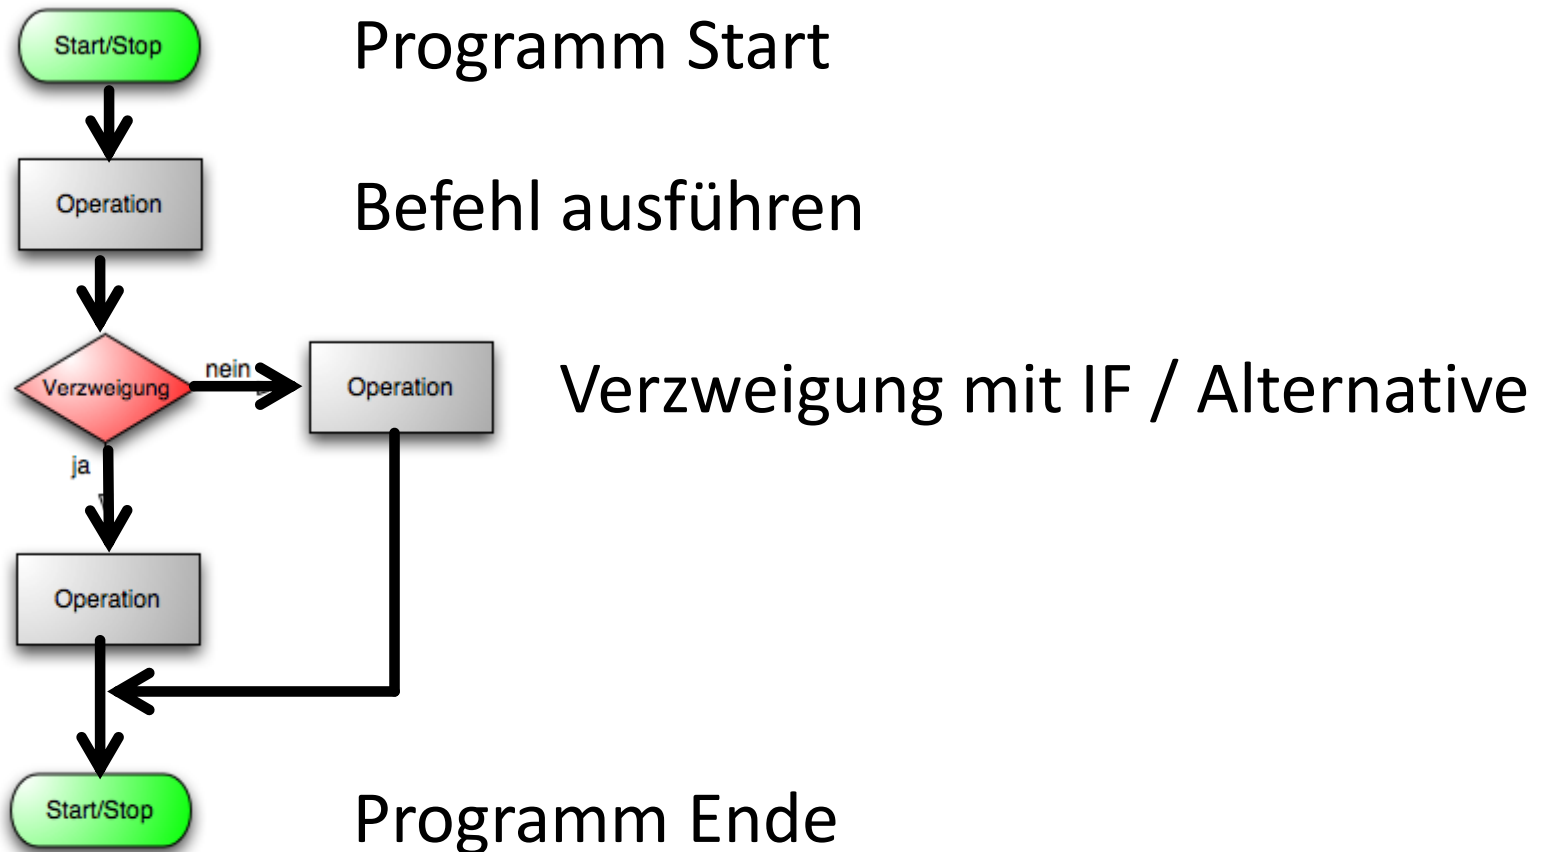 Start/Stop
Programm Start
Operation
Befehl ausführen
Verzweigung
nein
Operation
Verzweigung mit IF / Alternative
ja
Operation
Start/Stop
Programm Ende